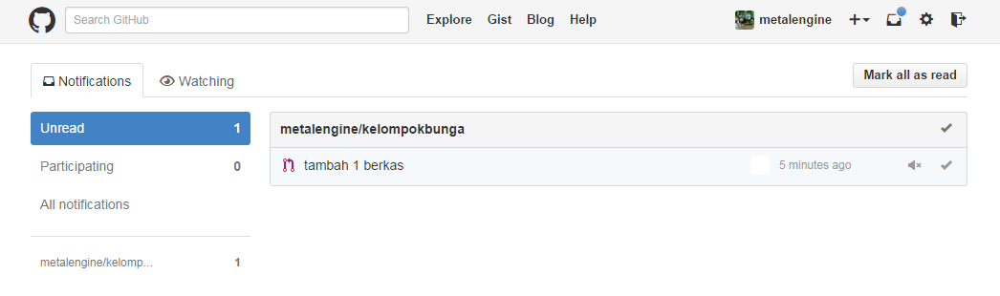 Search GitHub Explore Gist Blog Help metalengine
Notifications Watching Mark all as read
Unread 1
Participating 0
All notifications
metalengine/kelomp... 1
metalengine/kelompokbunga
tambah 1 berkas 5 minutes ago